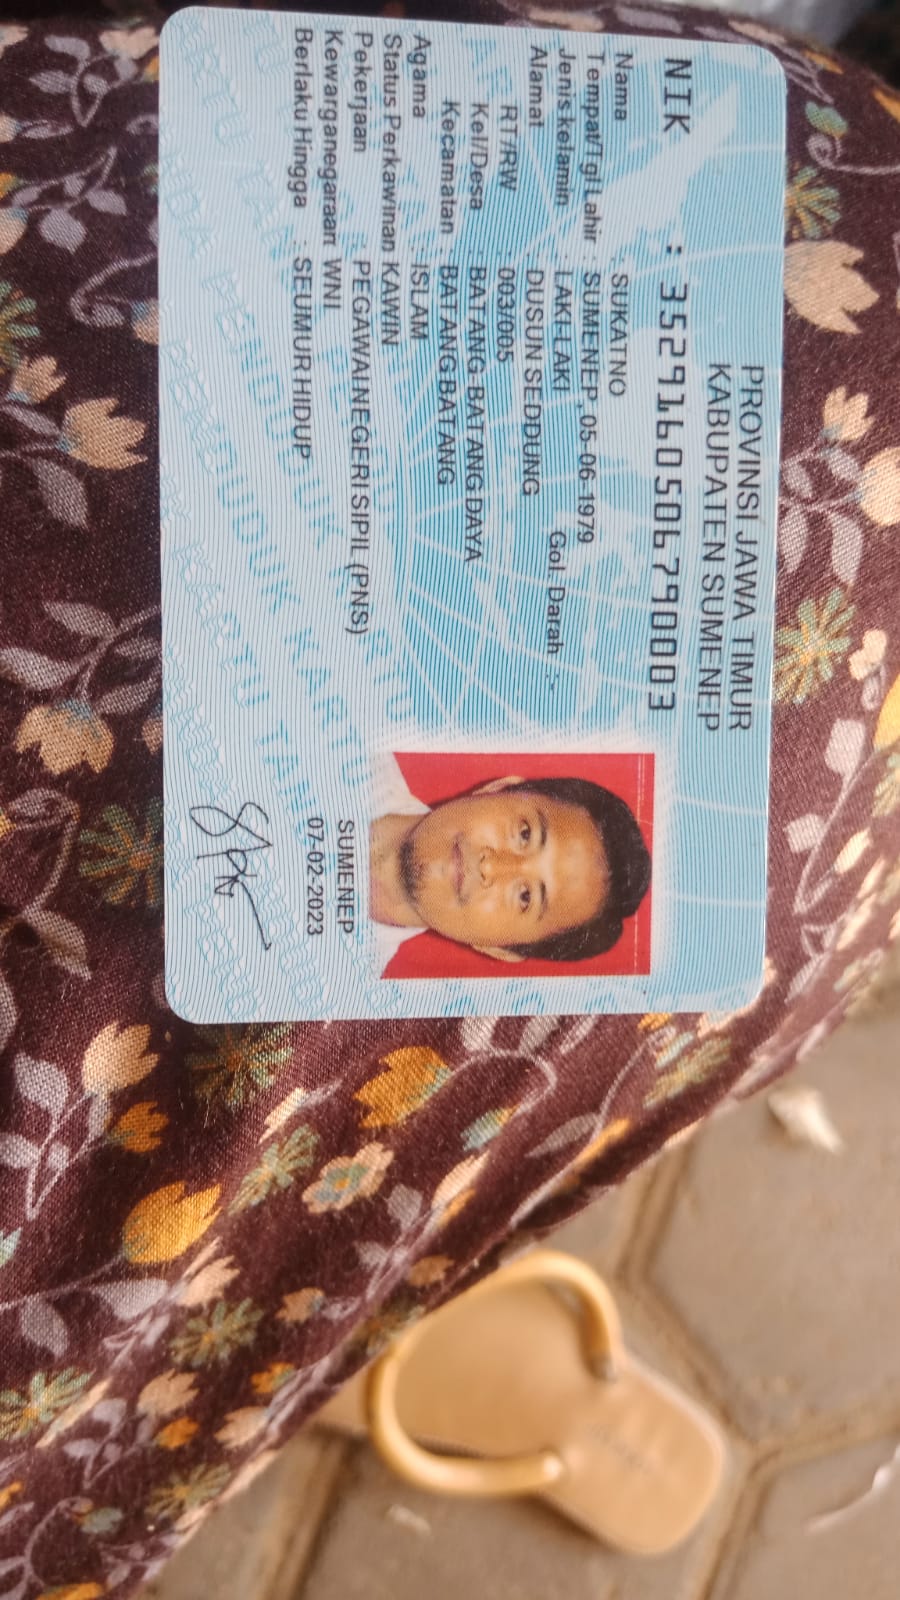 PROVINSI JAWA TIMUR
KABUPATEN SUMENEP
NIK : 3529160506790003
Nama : SUKATNO
Tempat/Tgl Lahir : SUMENEP, 05-06-1979
Jenis kelamin : LAKI-LAKI Gol. Darah :-
Alamat DUSUN SEDDUNG
RT/RW : 003/005
Kel/Desa : BATANG-BATANG DAYA
Kecamatan : BATANG BATANG
Agama : ISLAM
Status Perkawinan KAWIN
Pekerjaan : PEGAWAI NEGERI SIPIL (PNS)
Kewarganegaraan WNI
Berlaku Hingga : SEUMUR HIDUP
SUMENEP
07-02-2023